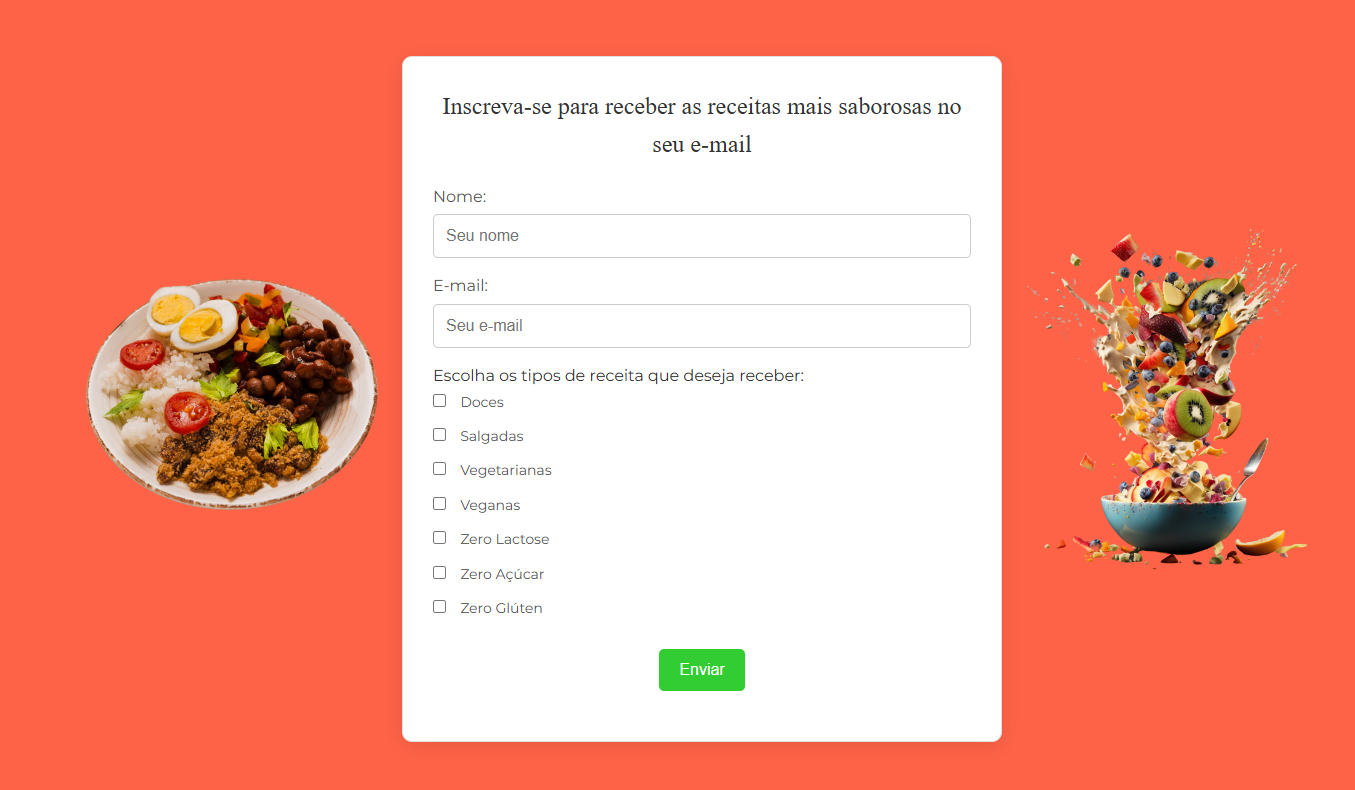 Inscreva-se para receber as receitas mais saborosas no
seu e-mail
Nome:
Seu nome
E-mail:
Seu e-mail
Escolha os tipos de receita que deseja receber:
Doces
Salgadas
Vegetarianas
Veganas
Zero Lactose
Zero Açúcar
Zero Glúten
Enviar